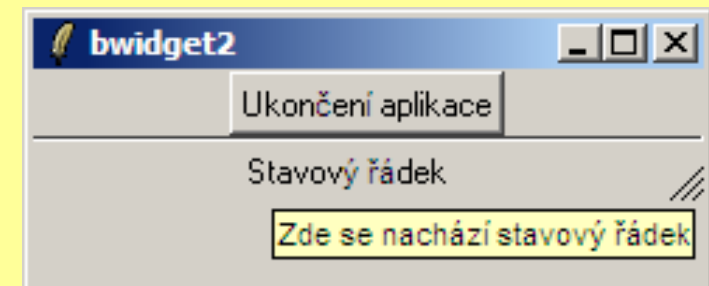 bwidget2
Ukončení aplikace
Stavový řádek
Zde se nachází stavový řádek